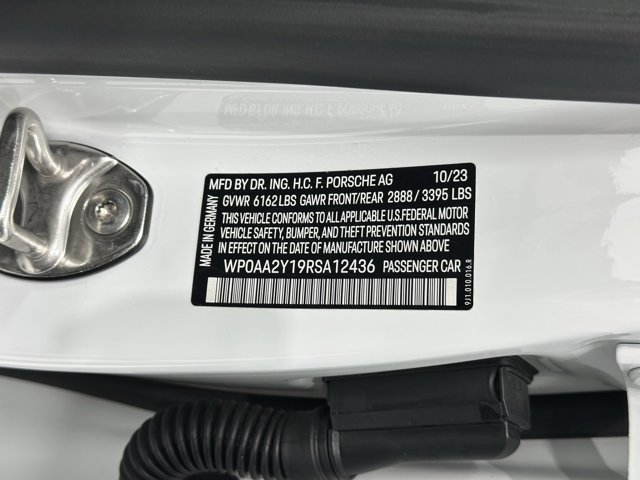 MFD BY DR. ING. H.C. F. PORSCHE AG 10/23
GVWR 6162 LBS GAWR FRONT/REAR 2888 / 3395 LBS
THIS VEHICLE CONFORMS TO ALL APPLICABLE U.S.FEDERAL MOTOR
VEHICLE SAFETY, BUMPER, AND THEFT PREVENTION STANDARDS
IN EFFECT ON THE DATE OF MANUFACTURE SHOWN ABOVE.
WP0AA2Y19RSA12436 PASSENGER CAR
MADE IN GERMANY
9J1.010.016.R